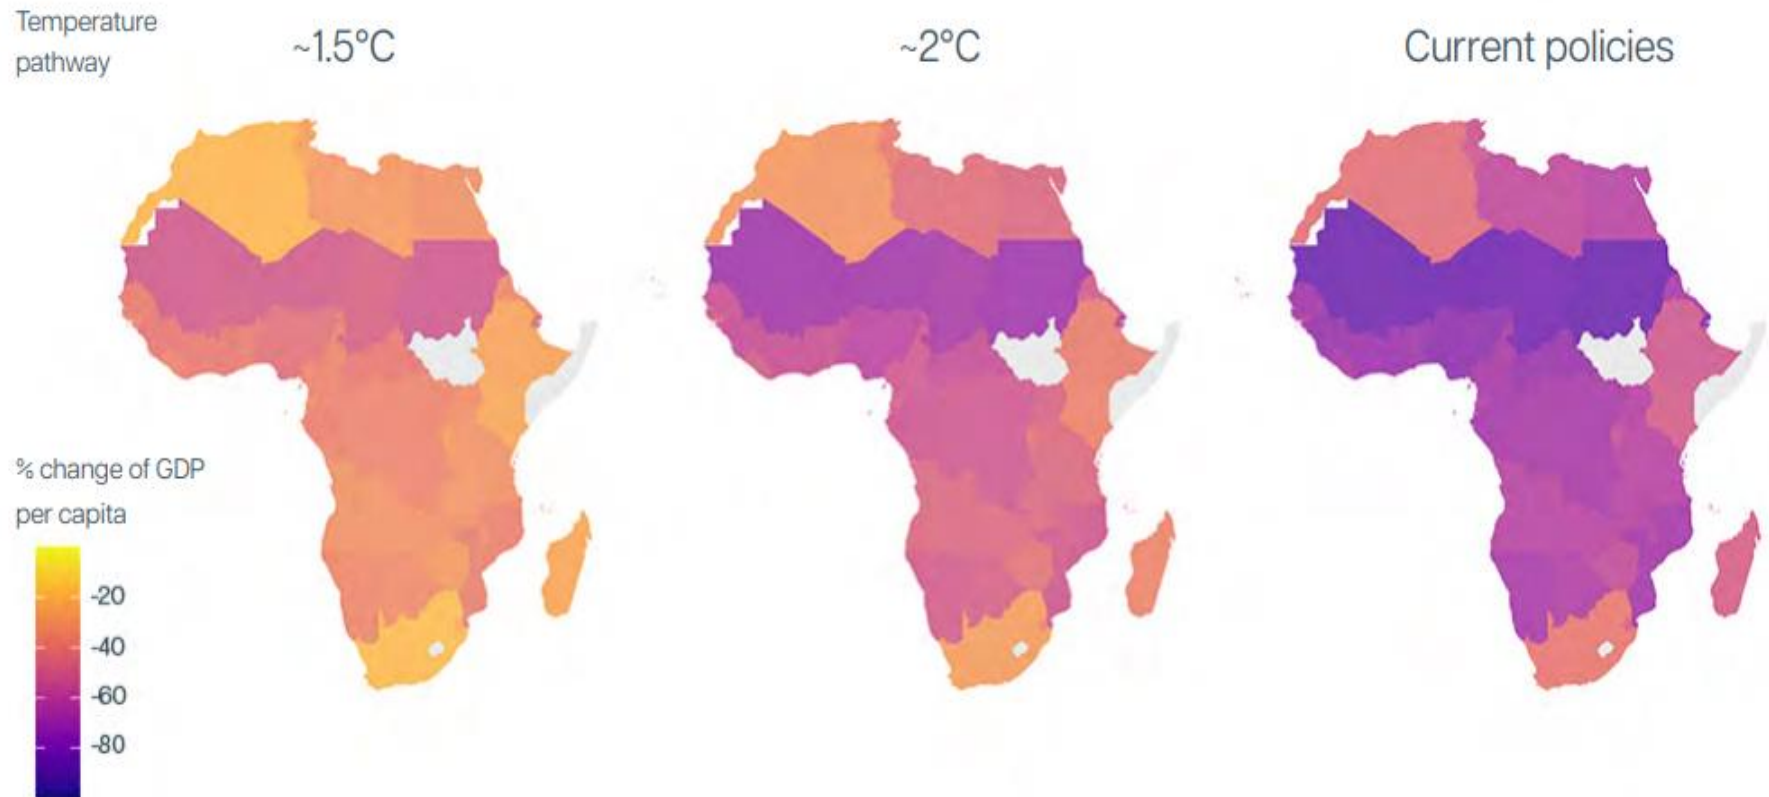 Temperature
pathway
~1.5°C
~2°C
Current policies
% change of GDP
per capita
-20
-40
-60
-80